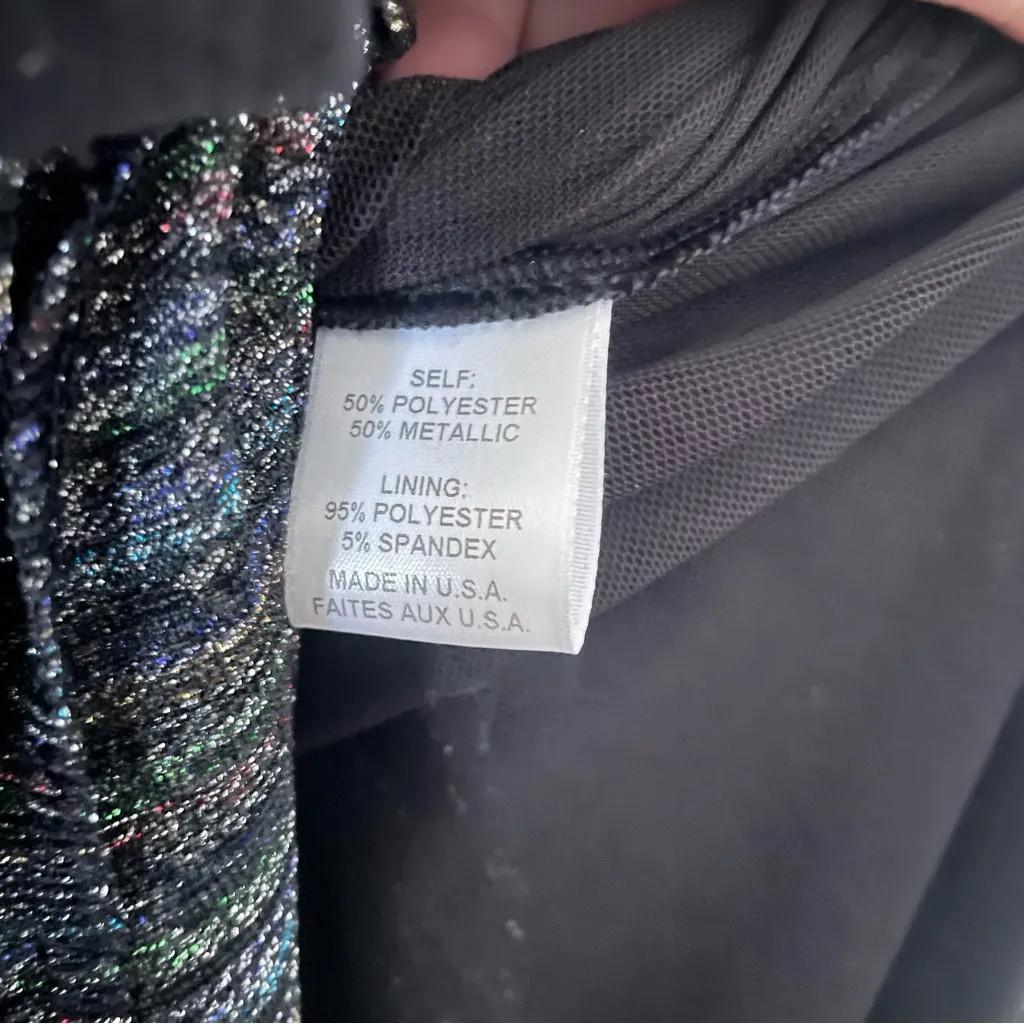 SELF:
50% POLYESTER
50% METALLIC
LINING:
95% POLYESTER
5% SPANDEX
MADE IN U.S.A.
FAITES AUX U.S.A.